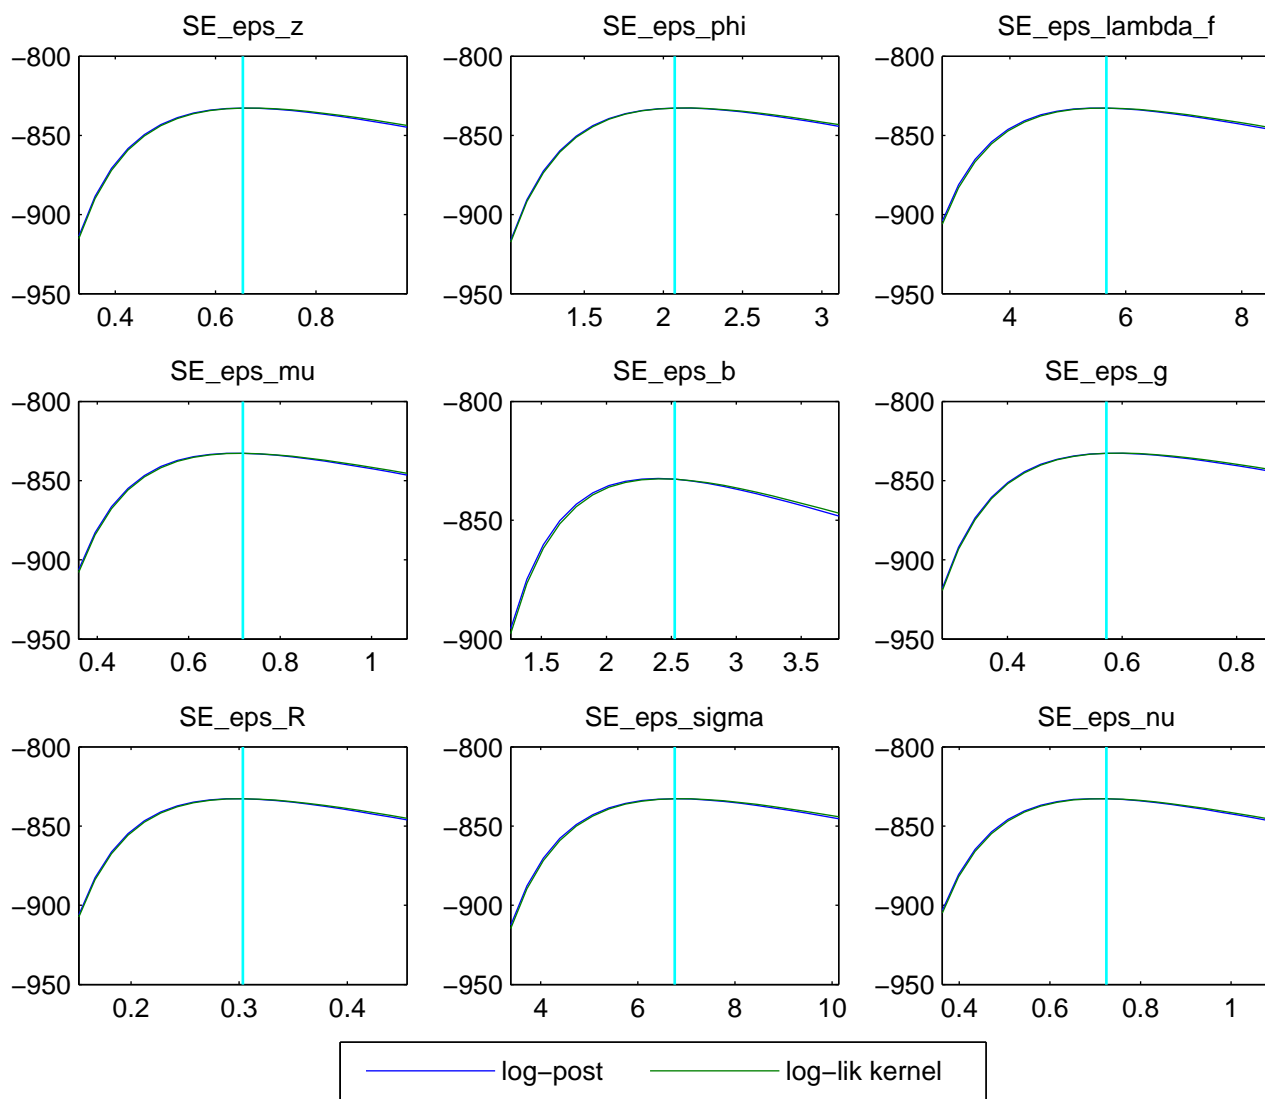 SE_eps_z
SE_eps_phi
SE_eps_lambda_f
−800
−850
−900
−950
0.4 0.6 0.8
−800
−850
−900
−950
1.5 2 2.5 3
−800
−850
−900
−950
4 6 8
SE_eps_mu
SE_eps_b
SE_eps_g
−800
−850
−900
−950
0.4 0.6 0.8 1
−800
−850
−900
1.5 2 2.5 3 3.5
−800
−850
−900
−950
0.4 0.6 0.8
SE_eps_R
SE_eps_sigma
SE_eps_nu
−800
−850
−900
−950
0.2 0.3 0.4
−800
−850
−900
−950
4 6 8 10
−800
−850
−900
−950
0.4 0.6 0.8 1
log−post log−lik kernel